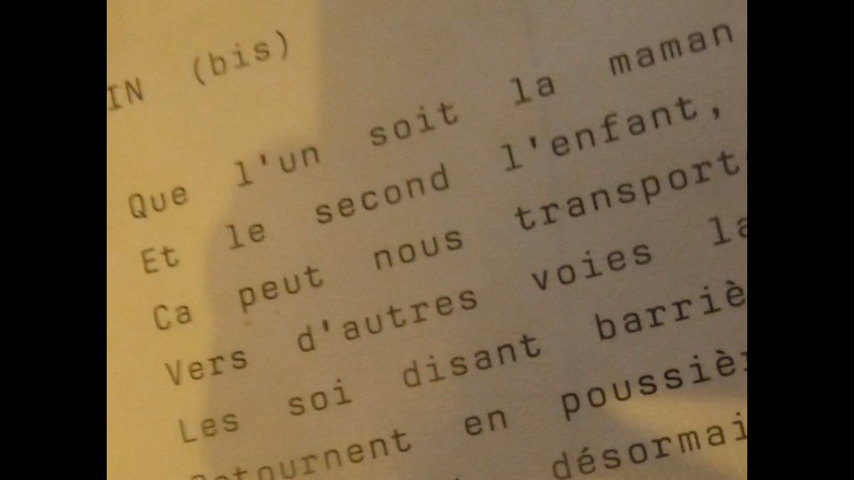 IN (bis)
Que l'un soit la maman
Et le second l'enfant,
Ca peut nous transport
Vers d'autres voies la
Les soi disant barriè
Retournent en poussiè
désormai